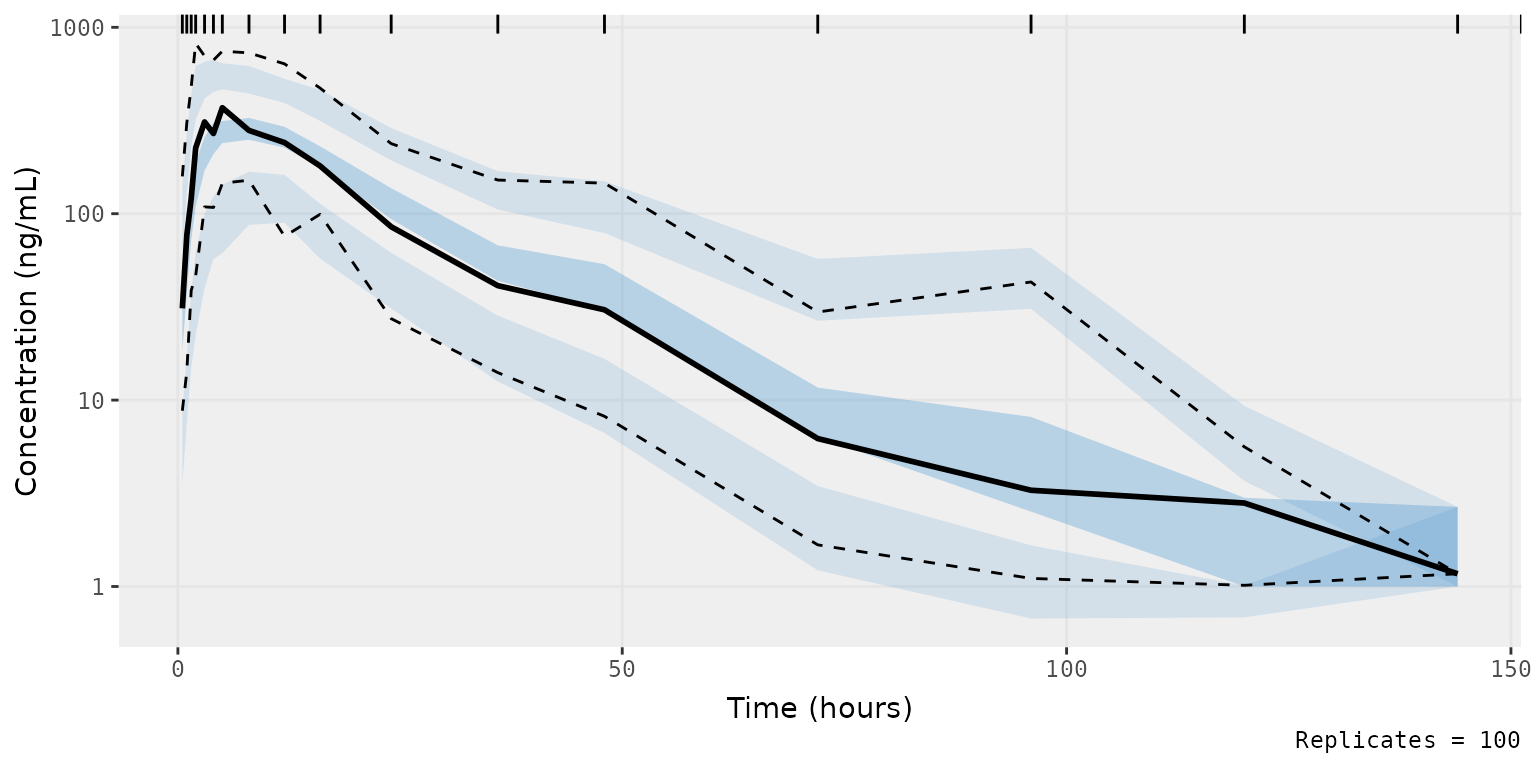 1000
100
10
1
Concentration (ng/mL)
0 50 100 150
Time (hours)
Replicates = 100